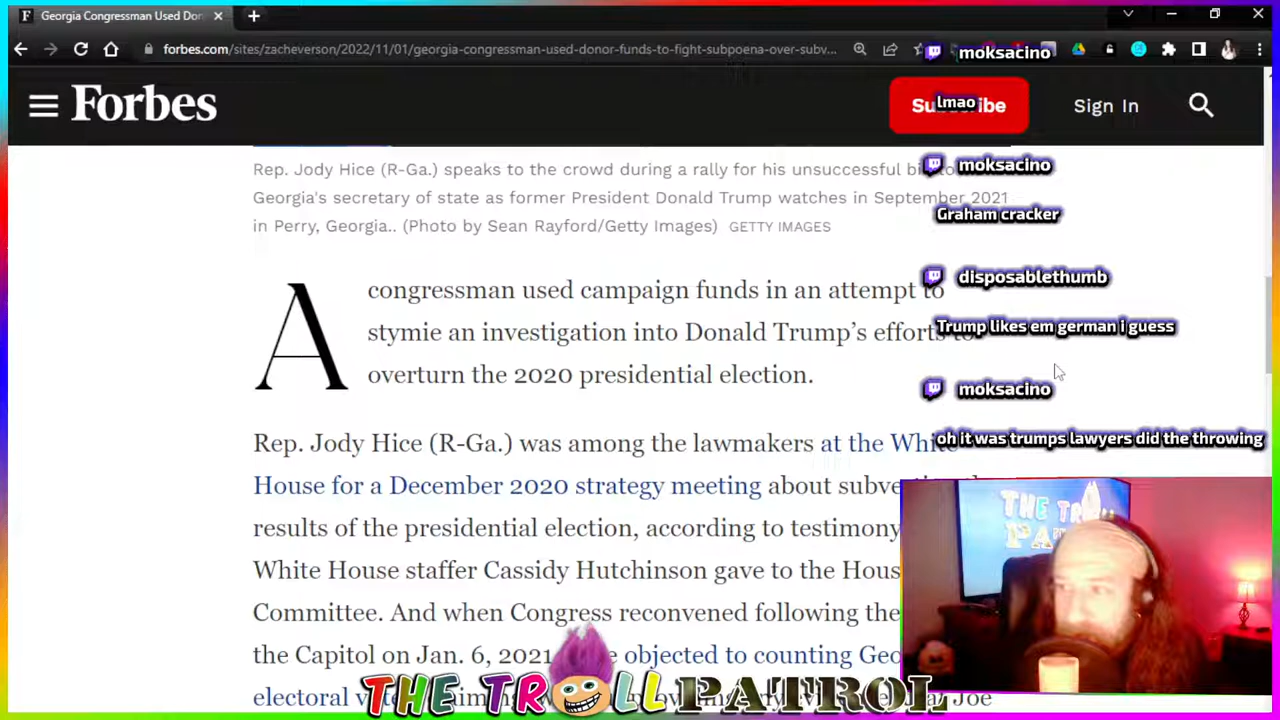 Georgia Congressman Used Do
forbes.com/sites/zacheverson/2022/11/01/georgia-congressman-used-donor-funds-to-fight-subpoena-over-subv...
moksacino
Forbes
Subscribe
lmao
Sign In
Rep. Jody Hice (R-Ga.) speaks to the crowd during a rally for his unsuccessful
moksacino
Georgia's secretary of state as former President Donald Trump watches in September 2021
Graham cracker
in Perry, Georgia.. (Photo by Sean Rayford/Getty Images) GETTY IMAGES
A congressman used campaign funds in an attempt to
disposablethumb
stymie an investigation into Donald Trump's efforts to
Trump likes em german i guess
overturn the 2020 presidential election.
moksacino
Rep. Jody Hice (R-Ga.) was among the lawmakers at the White
oh it was trumps lawyers did the throwing
House for a December 2020 strategy meeting about
results of the presidential election, according to testimony
White House staffer Cassidy Hutchinson gave to the
Committee. And when Congress reconvened following the
the Capitol on Jan. 6, 2021 objected to counting
electoral Joe
THE TROLL PATROL
THE TR
PA